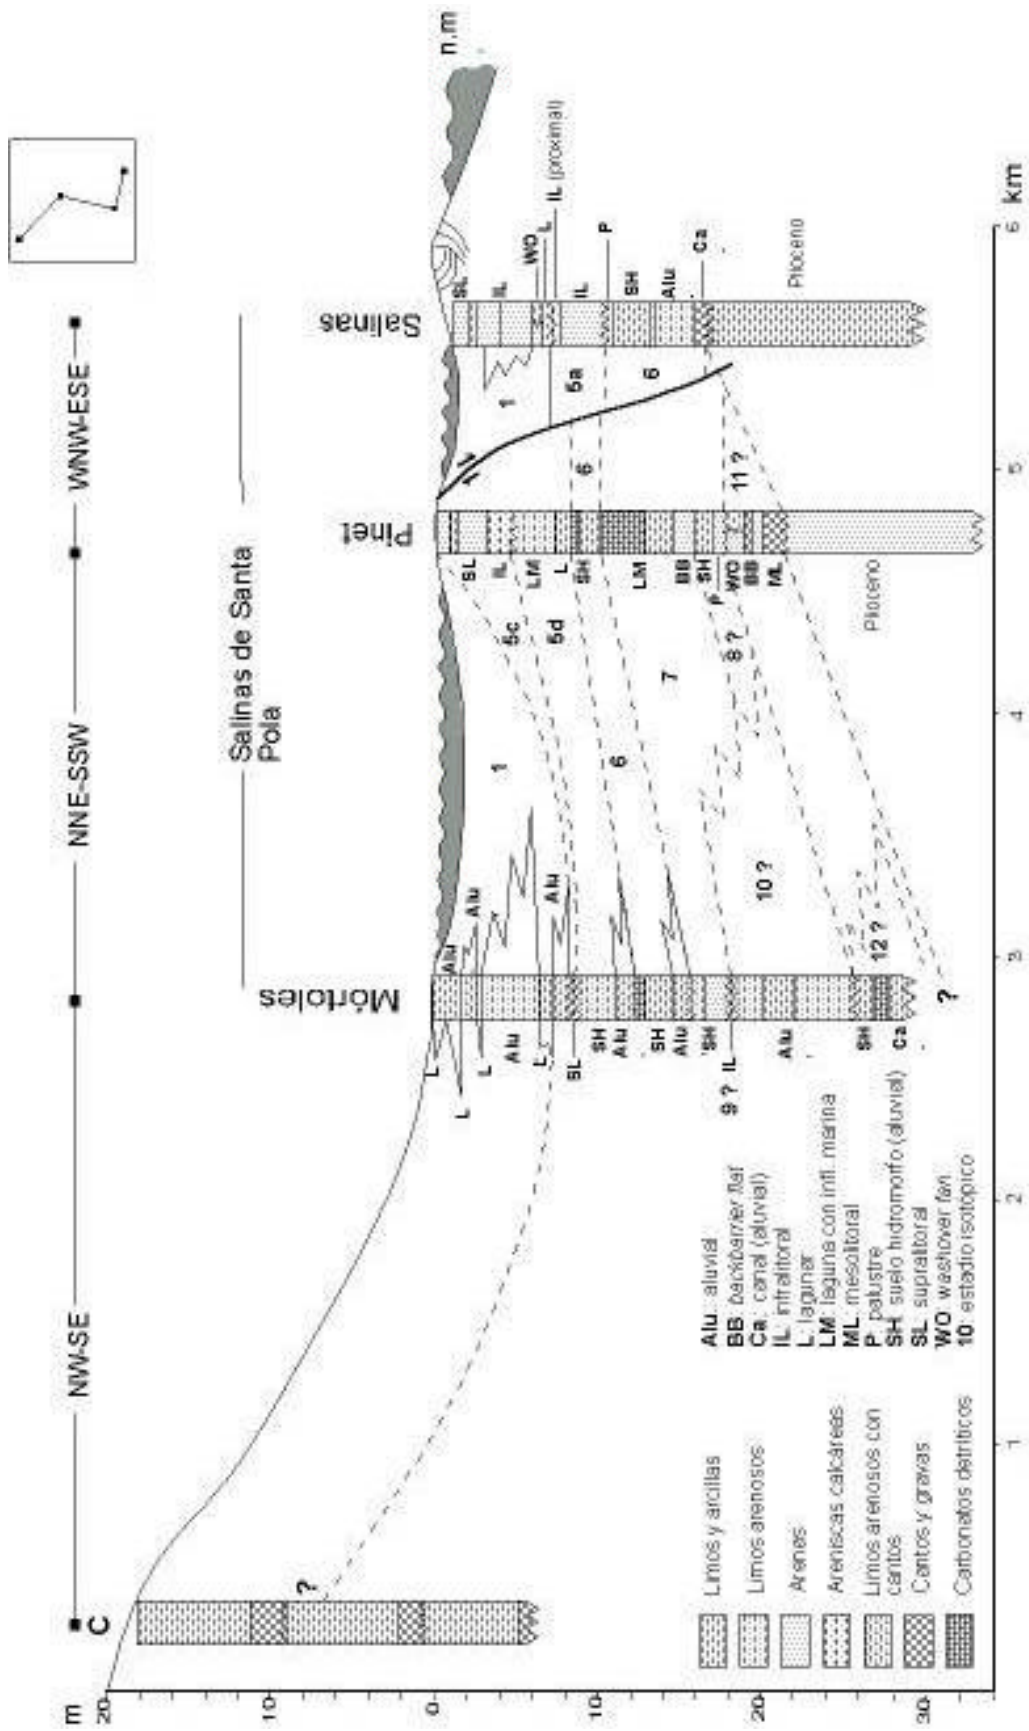 NW-SE
NNE-SSW
WNW-ESE
Salinas de Santa
Pola
m
C
Mórtoles
Pinet
Salinas
n.m
20
10
0
10
20
30
?
L
L
L
Alu
L
SL
SH
Alu
SH
Alu
SH
IL
9 ?
Alu
SH
Ca
Alu
Alu
Alu
1
5c
5d
6
7
8 ?
10 ?
12 ?
?
SL
IL
LM
L
SH
LM
BB
SH
P
WO
BB
ML
Plioceno
6
11 ?
1
5a
6
SL
IL
WO
L
IL (proximal)
IL
P
SH
Alu
Ca
Plioceno
1
2
3
4
5
6
km
Limos y arcillas
Limos arenosos
Arenas
Areniscas calcáreas
Limos arenosos con
cantos
Cantos y gravas
Carbonatos detríticos
Alu: aluvial
BB: backbarrier flat
Ca: canal (aluvial)
IL: infralitoral
L: lagunar
LM: laguna con infl. marina
ML: mesolitoral
P: palustre
SH: suelo hidromorfo (aluvial)
SL: supralitoral
WO: washover fan
10: estadio isotópico